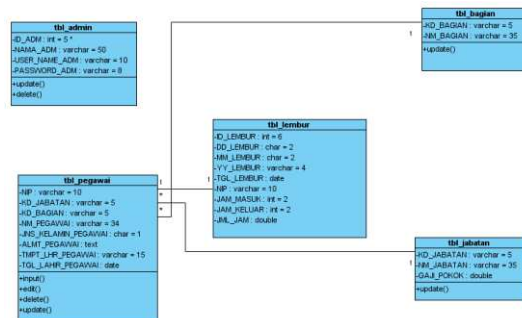 tbl_admin
-ID_ADM : int = 5 *
-NAMA_ADM : varchar = 50
-USER_NAME_ADM : varchar = 10
-PASSWORD_ADM : varchar = 8
+update()
+delete()
tbl_bagian
-KD_BAGIAN : varchar = 5
-NM_BAGIAN : varchar = 35
+update()
*
1
tbl_lembur
-ID_LEMBUR : int = 6
-DD_LEMBUR : char = 2
-MM_LEMBUR : char = 2
-YY_LEMBUR : varchar = 4
-TGL_LEMBUR : date
-NIP : varchar = 10
-JAM_MASUK : int = 2
-JAM_KELUAR : int = 2
-JML_JAM : double
tbl_pegawai
-NIP : varchar = 10
-KD_JABATAN : varchar = 5
-KD_BAGIAN : varchar = 5
-NM_PEGAWAI : varchar = 34
-JNS_KELAMIN_PEGAWAI : char = 1
-ALMT_PEGAWAI : text
-TMPT_LHR_PEGAWAI : varchar = 15
-TGL_LAHIR_PEGAWAI : date
+input()
+edit()
+delete()
+update()
1
1
*
*
tbl_jabatan
-KD_JABATAN : varchar = 5
-NM_JABATAN : varchar = 35
-GAJI_POKOK : double
+update()
1